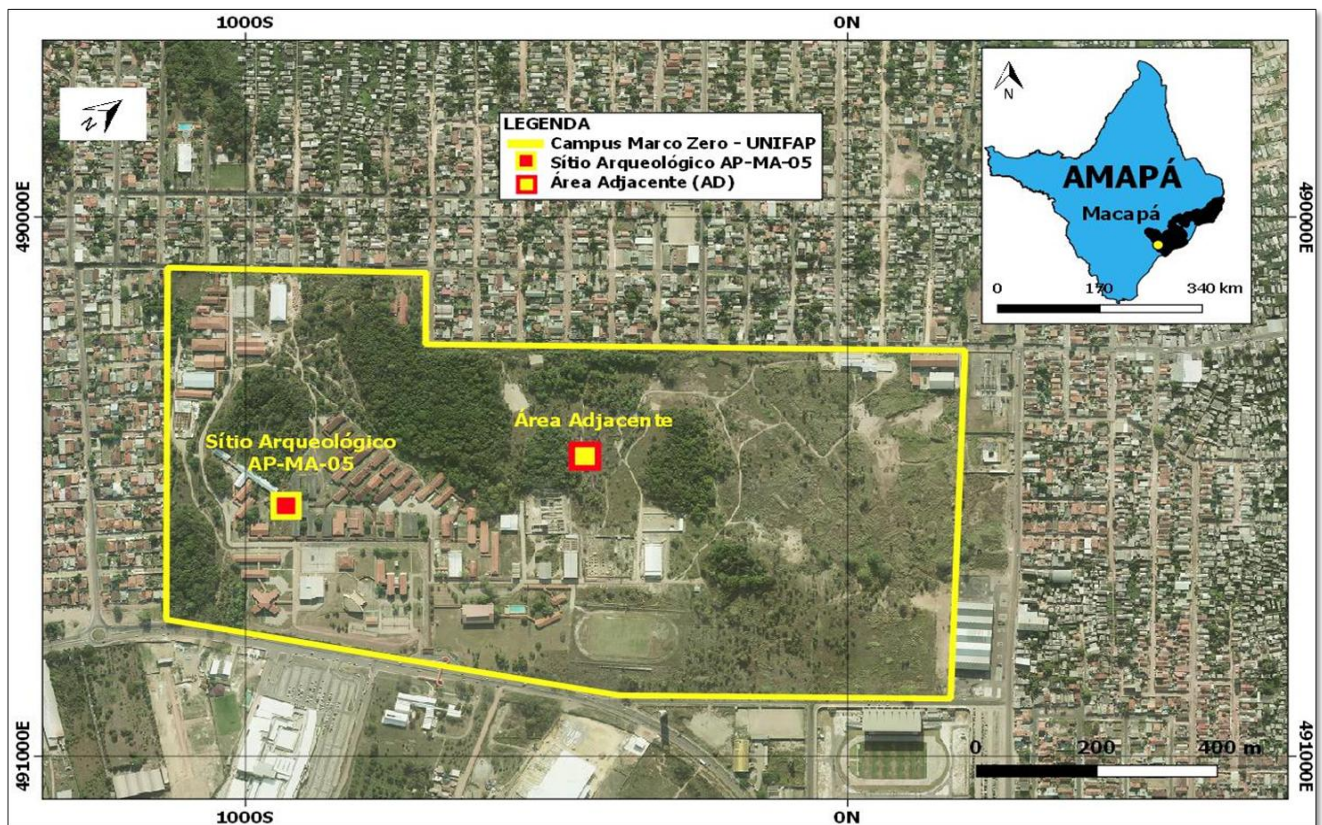 1000S
0N
490000E
490000E
491000E
491000E
N
LEGENDA
Campus Marco Zero - UNIFAP
Sítio Arqueológico AP-MA-05
Área Adjacente (AD)
N
AMAPÁ
Macapá
0
170
340 km
Sítio Arqueológico
AP-MA-05
Área Adjacente
0
200
400 m
1000S
0N